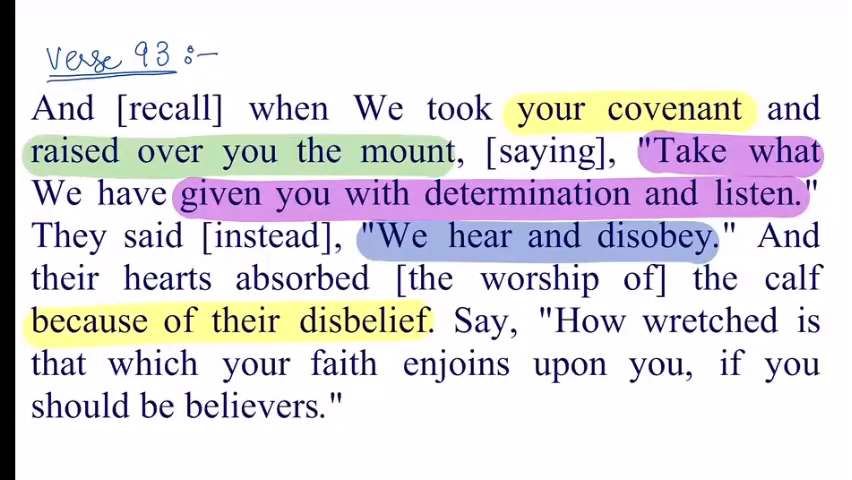 Verse 93 :-
And [recall] when We took your covenant and
raised over you the mount, [saying], "Take what
We have given you with determination and listen."
They said [instead], "We hear and disobey." And
their hearts absorbed [the worship of] the calf
because of their disbelief. Say, "How wretched is
that which your faith enjoins upon you, if you
should be believers."